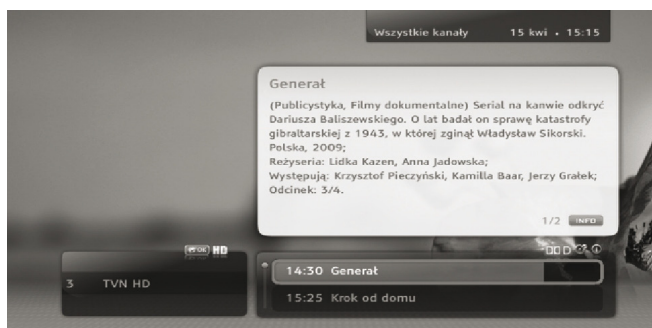 Wszystkie kanały 15 kwi • 15:15
Generał
(Publicystyka, Filmy dokumentalne) Serial na kanwie odkryć
Dariusza Baliszewskiego. O lat badał on sprawę katastrofy
gibraltarskiej z 1943, w której zginął Władysław Sikorski.
Polska, 2009;
Reżyseria: Lidka Kazen, Anna Jadowska;
Występują: Krzysztof Pieczyński, Kamilla Baar, Jerzy Grałek;
Odcinek: 3/4.
1/2 INFO
OK HD
3 TVN HD
14:30 Generał
15:25 Krok od domu